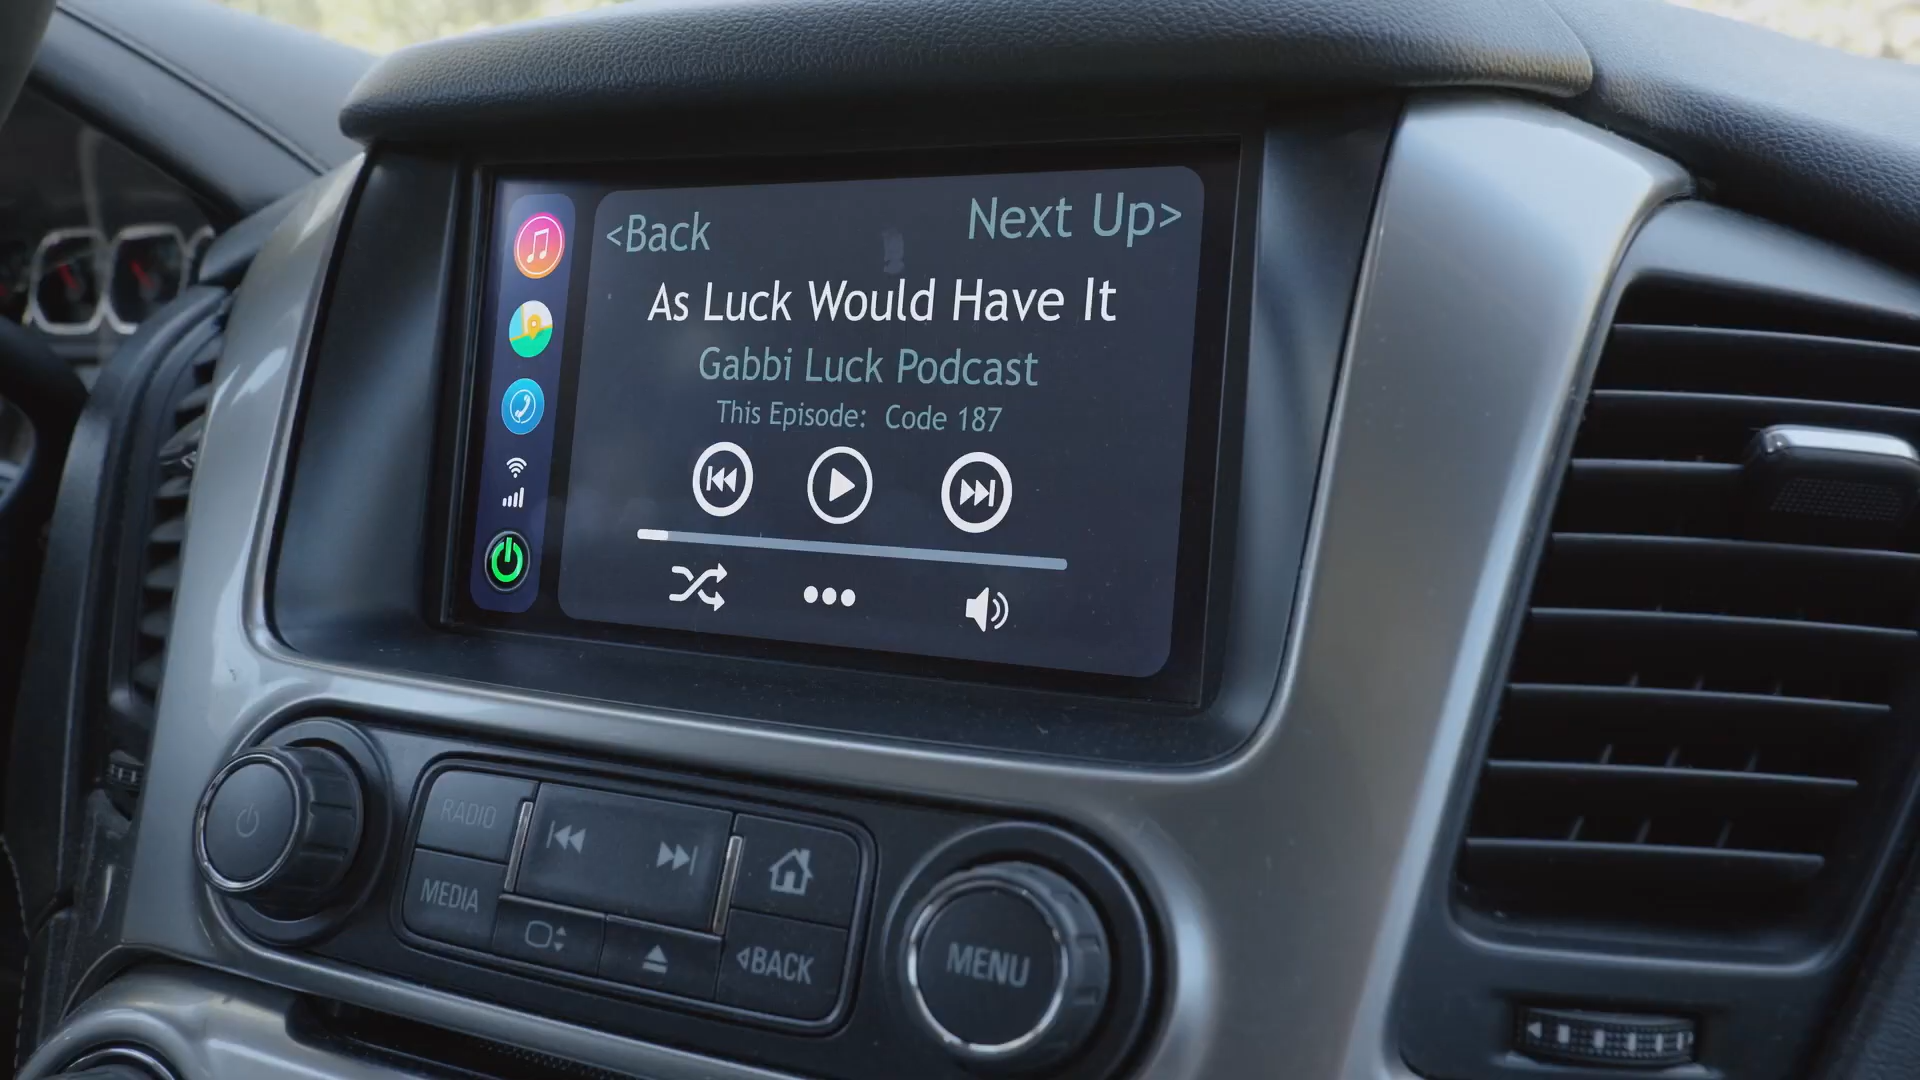 <Back
Next Up>
As Luck Would Have It
Gabbi Luck Podcast
This Episode: Code 187
RADIO
MEDIA
BACK
MENU